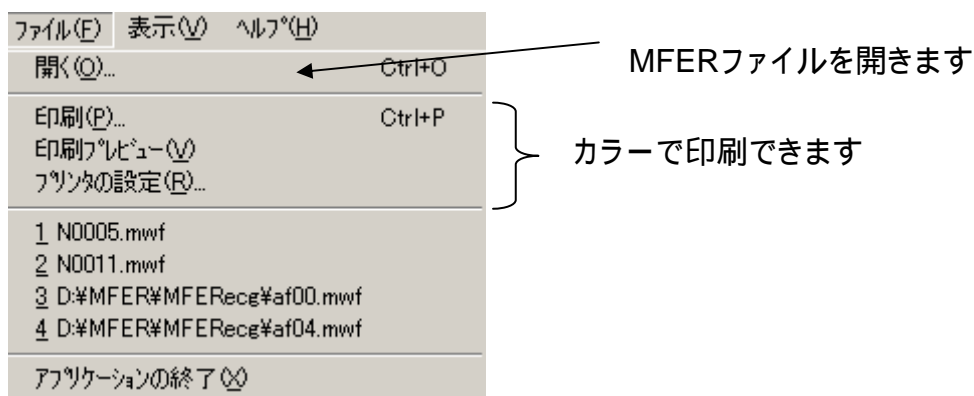 ファイル(F) 表示(V) ヘルプ(H)
開く(O)... Ctrl+O
MFERファイルを開きます
印刷(P)... Ctrl+P
印刷プレビュー(V)
プリンタの設定(R)...
カラーで印刷できます
1 N0005.mwf
2 N0011.mwf
3 D:¥MFER¥MFERecg¥af00.mwf
4 D:¥MFER¥MFERecg¥af04.mwf
アプリケーションの終了(X)